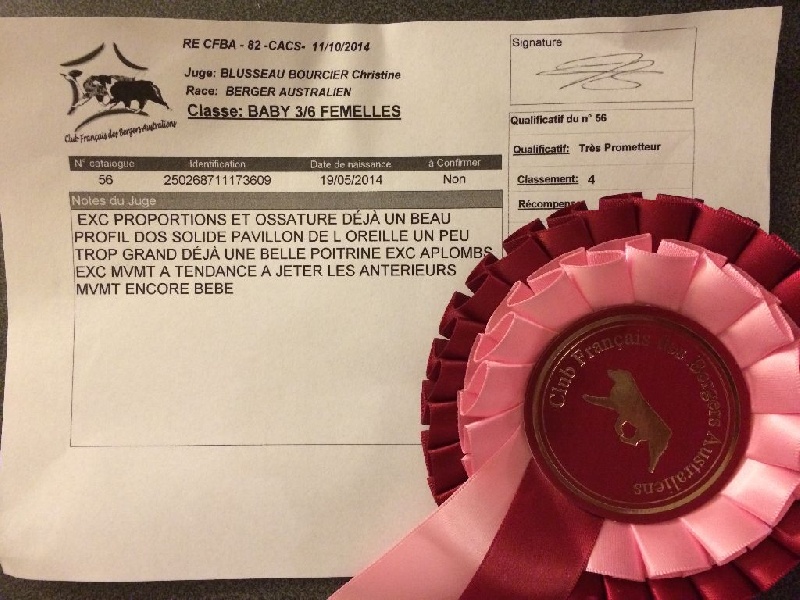 RE CFBA - 82 -CACS- 11/10/2014
Juge: BLUSSEAU BOURCIER Christine
Race: BERGER AUSTRALIEN
Classe: BABY 3/6 FEMELLES
Club Français des Bergers Australiens
Signature
Qualificatif du n° 56
Qualificatif: Très Prometteur
Classement: 4
Récompens
N° catalogue Identification Date de naissance à Confirmer
56 250268711173609 19/05/2014 Non
Notes du Juge
EXC PROPORTIONS ET OSSATURE DÉJÀ UN BEAU
PROFIL DOS SOLIDE PAVILLON DE L OREILLE UN PEU
TROP GRAND DÉJÀ UNE BELLE POITRINE EXC APLOMBS
EXC MVMT A TENDANCE A JETER LES ANTERIEURS
MVMT ENCORE BEBE
Club Français des Bergers Australiens